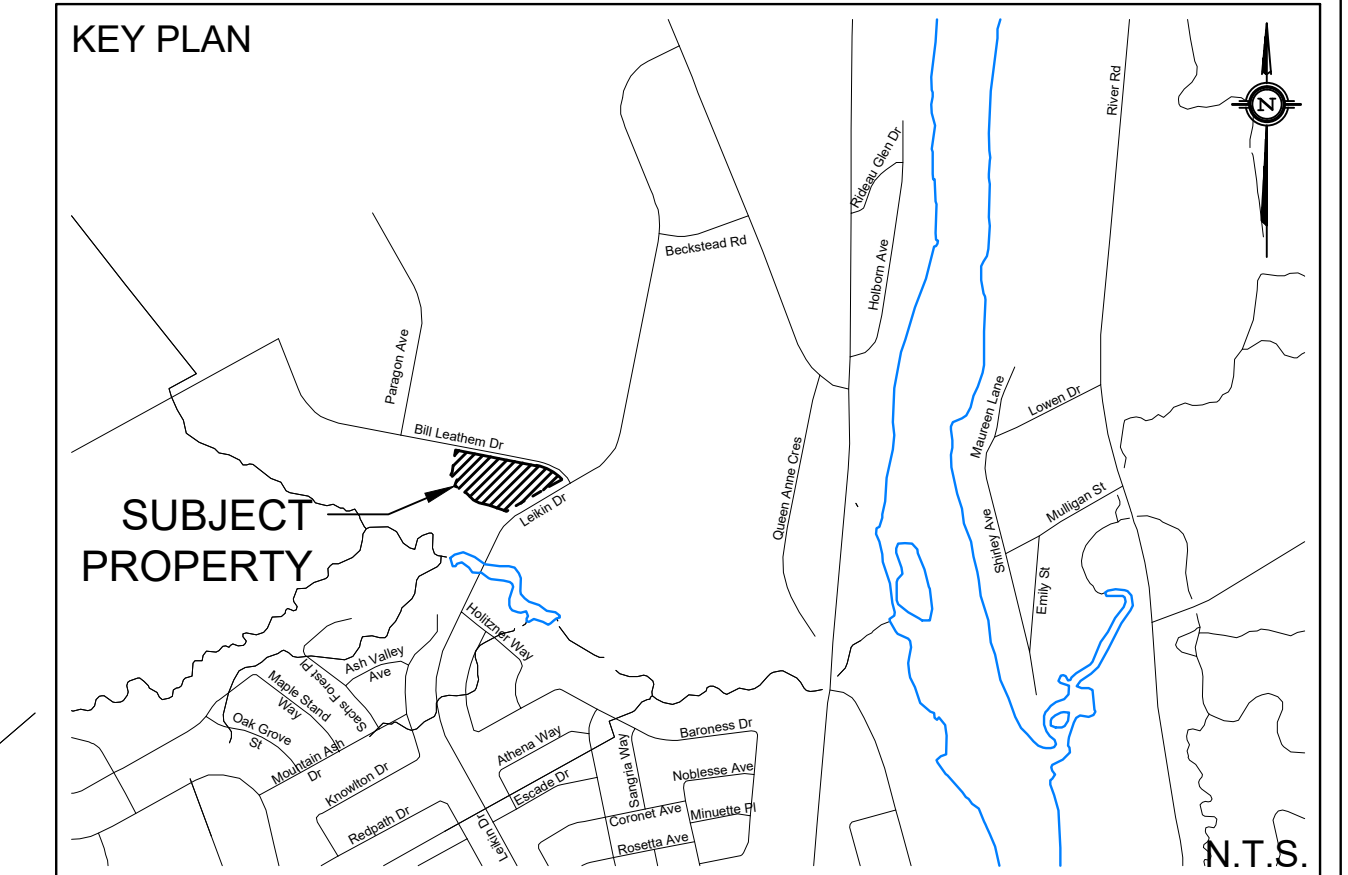 KEY PLAN
N
River Rd
Rideau Glen Dr
Beckstead Rd
Holborn Ave
Paragon Ave
Maureen Lane
Lowen Dr
Bill Leathem Dr
Queen Anne Cres
SUBJECT
PROPERTY
Leikin Dr
Mulligan St
Shirley Ave
Emily St
Holitzner Way
Ash Valley
Ave
Sachs Forest Pl
Maple Stand
Way
Oak Grove
St
Mountain Ash
Dr
Baroness Dr
Athena Way
Sangria Way
Knowlton Dr
Noblesse Ave
Escade Dr
Coronet Ave
Minuette Pl
Redpath Dr
Leikin Dr
Rosetta Ave
N.T.S.